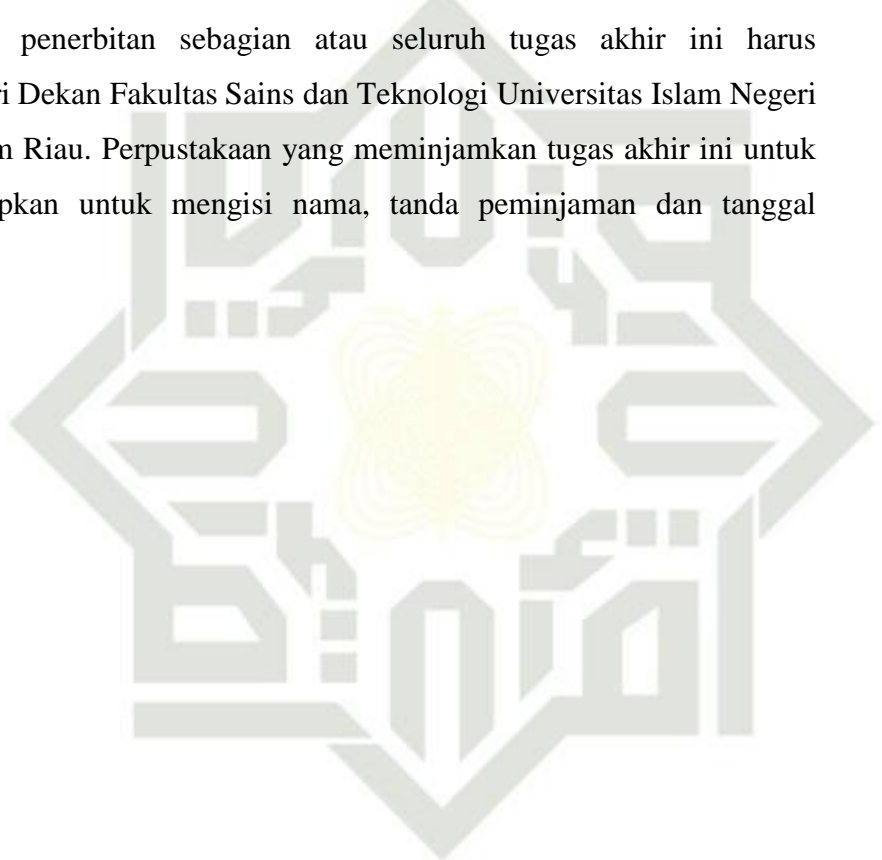 penerbitan sebagian atau seluruh tugas akhir ini harus
ri Dekan Fakultas Sains dan Teknologi Universitas Islam Negeri
m Riau. Perpustakaan yang meminjamkan tugas akhir ini untuk
pkan untuk mengisi nama, tanda peminjaman dan tanggal